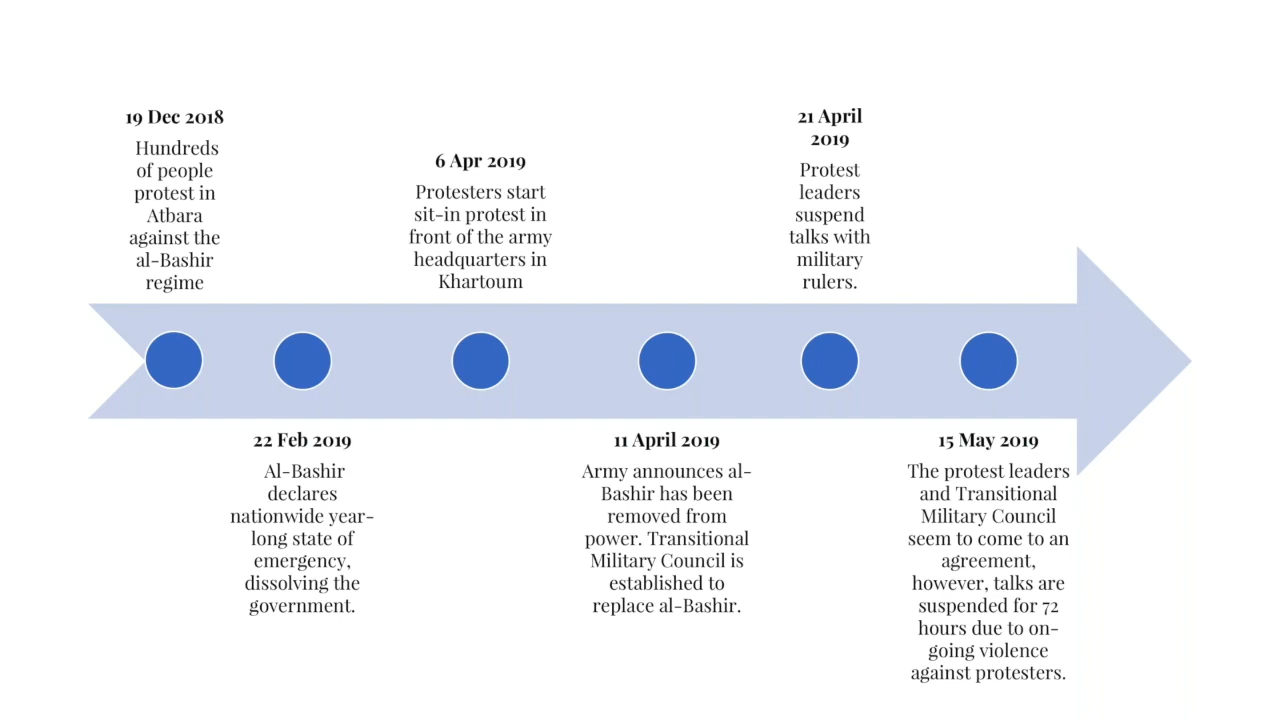 19 Dec 2018
Hundreds
of people
protest in
Atbara
against the
al-Bashir
regime
22 Feb 2019
Al-Bashir
declares
nationwide year-
long state of
emergency,
dissolving the
government.
6 Apr 2019
Protesters start
sit-in protest in
front of the army
headquarters in
Khartoum
11 April 2019
Army announces al-
Bashir has been
removed from
power. Transitional
Military Council is
established to
replace al-Bashir.
21 April
2019
Protest
leaders
suspend
talks with
military
rulers.
15 May 2019
The protest leaders
and Transitional
Military Council
seem to come to an
agreement,
however, talks are
suspended for 72
hours due to on-
going violence
against protesters.